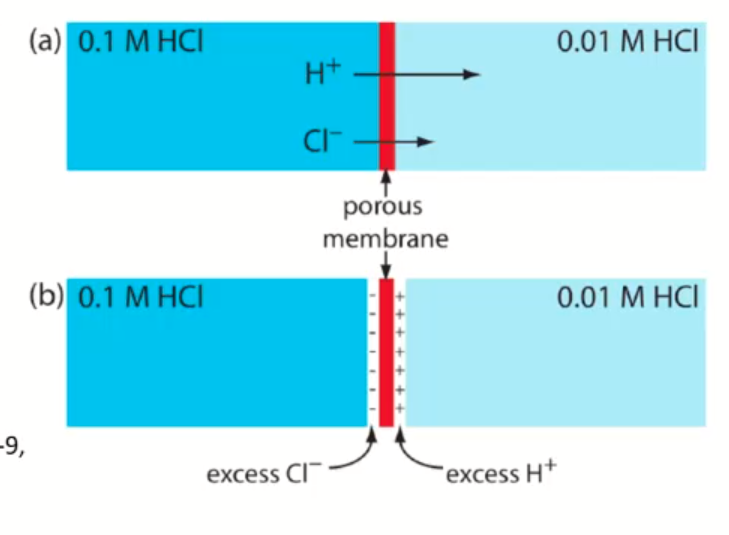 (a) 0.1 M HCl 0.01 M HCl
H⁺
Cl⁻
porous
membrane
(b) 0.1 M HCl 0.01 M HCl
- +
- +
- +
- +
- +
- +
- +
-9,
excess Cl⁻ excess H⁺